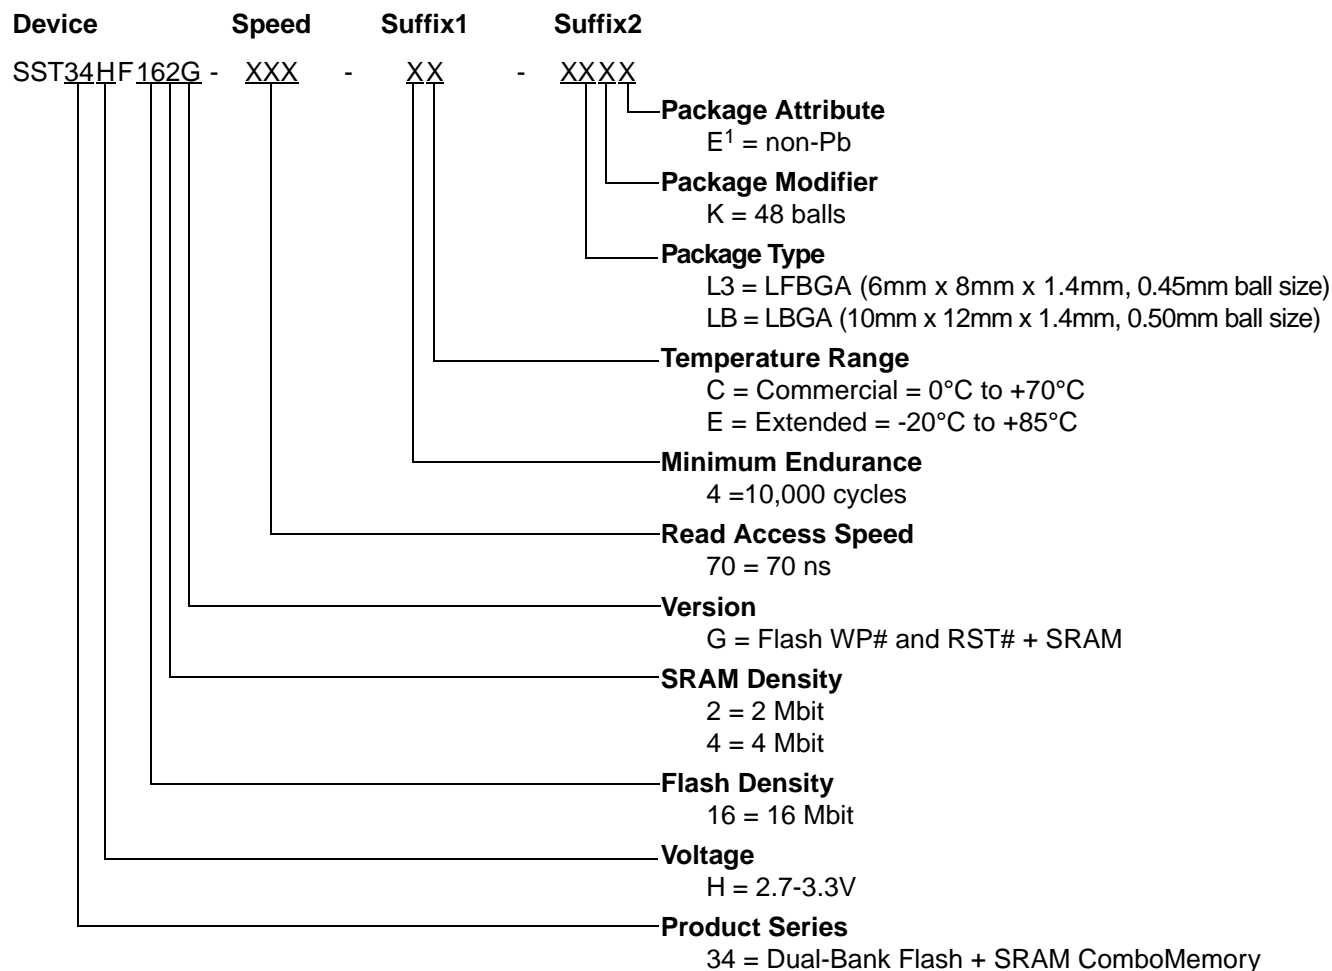 Device Speed Suffix1 Suffix2
SST34HF162G - XXX - XX - XXXX
Package Attribute
E1 = non-Pb
Package Modifier
K = 48 balls
Package Type
L3 = LFBGA (6mm x 8mm x 1.4mm, 0.45mm ball size)
LB = LBGA (10mm x 12mm x 1.4mm, 0.50mm ball size)
Temperature Range
C = Commercial = 0°C to +70°C
E = Extended = -20°C to +85°C
Minimum Endurance
4 =10,000 cycles
Read Access Speed
70 = 70 ns
Version
G = Flash WP# and RST# + SRAM
SRAM Density
2 = 2 Mbit
4 = 4 Mbit
Flash Density
16 = 16 Mbit
Voltage
H = 2.7-3.3V
Product Series
34 = Dual-Bank Flash + SRAM ComboMemory